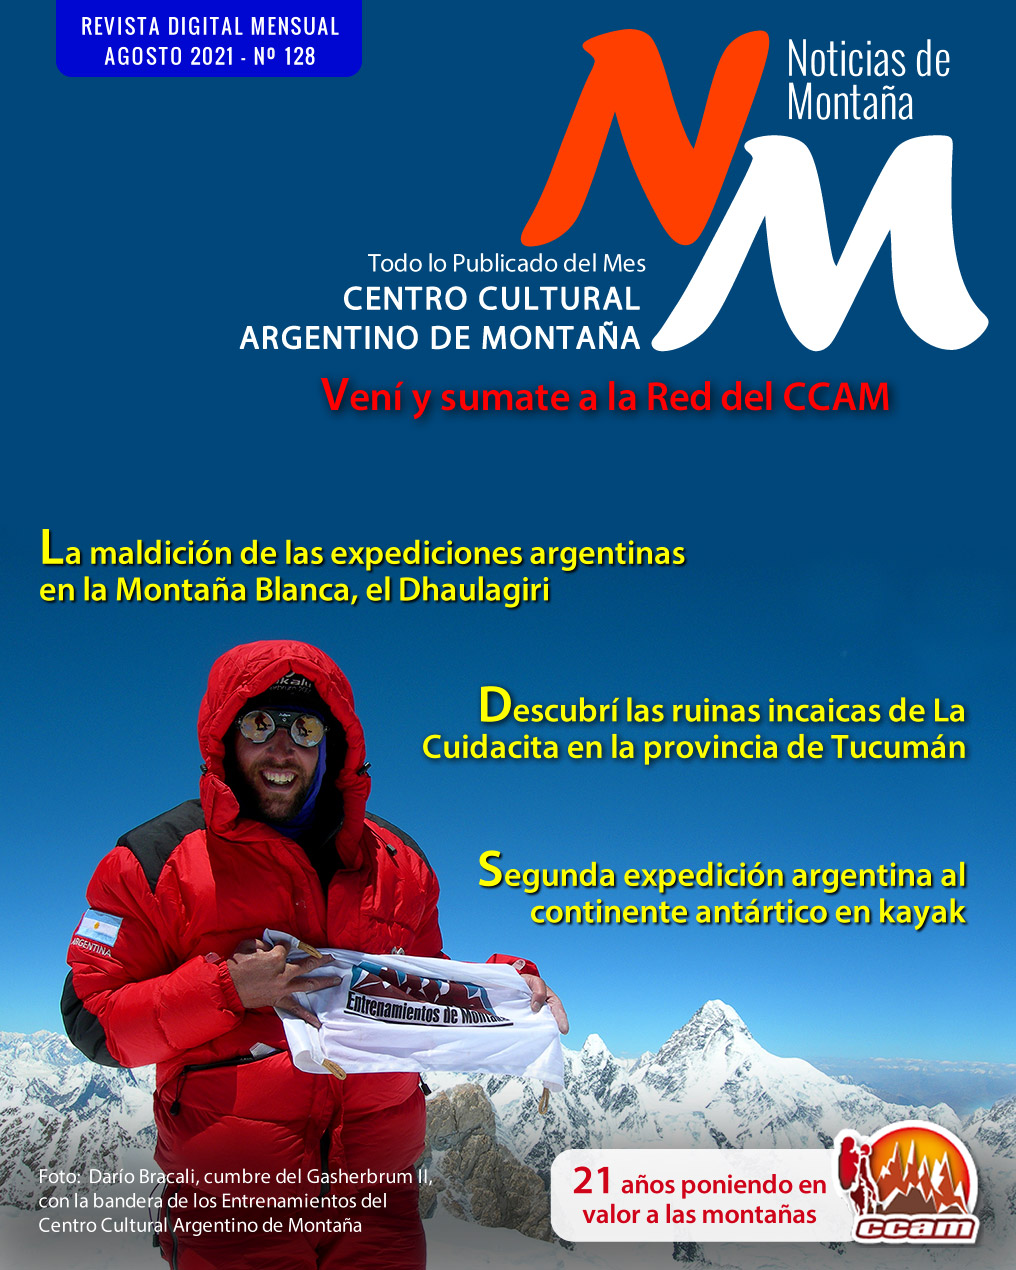 REVISTA DIGITAL MENSUAL
AGOSTO 2021 - Nº 128
Noticias de
Montaña
NM
Todo lo Publicado del Mes
CENTRO CULTURAL
ARGENTINO DE MONTAÑA
Vení y sumate a la Red del CCAM
La maldición de las expediciones argentinas
en la Montaña Blanca, el Dhaulagiri
Descubrí las ruinas incaicas de La
Cuidacita en la provincia de Tucumán
Segunda expedición argentina al
continente antártico en kayak
ARGENTINA
Entrenamientos de Montaña
Foto: Darío Bracali, cumbre del Gasherbrum II,
con la bandera de los Entrenamientos del
Centro Cultural Argentino de Montaña
21 años poniendo en
valor a las montañas
ccam